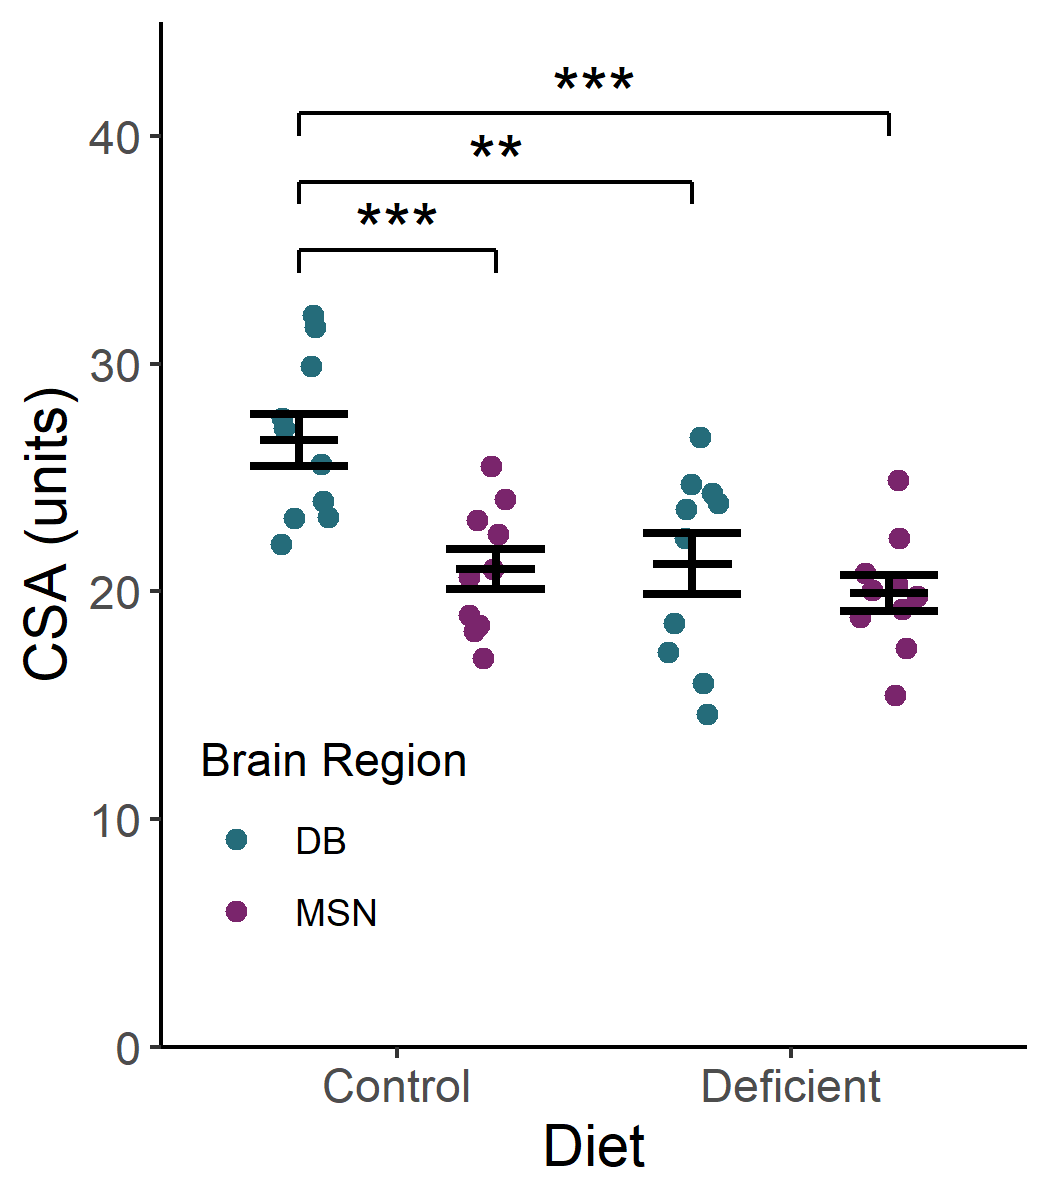 ***
40
**
***
30
CSA (units)
20
Brain Region
10
DB
MSN
0
Control Deficient
Diet